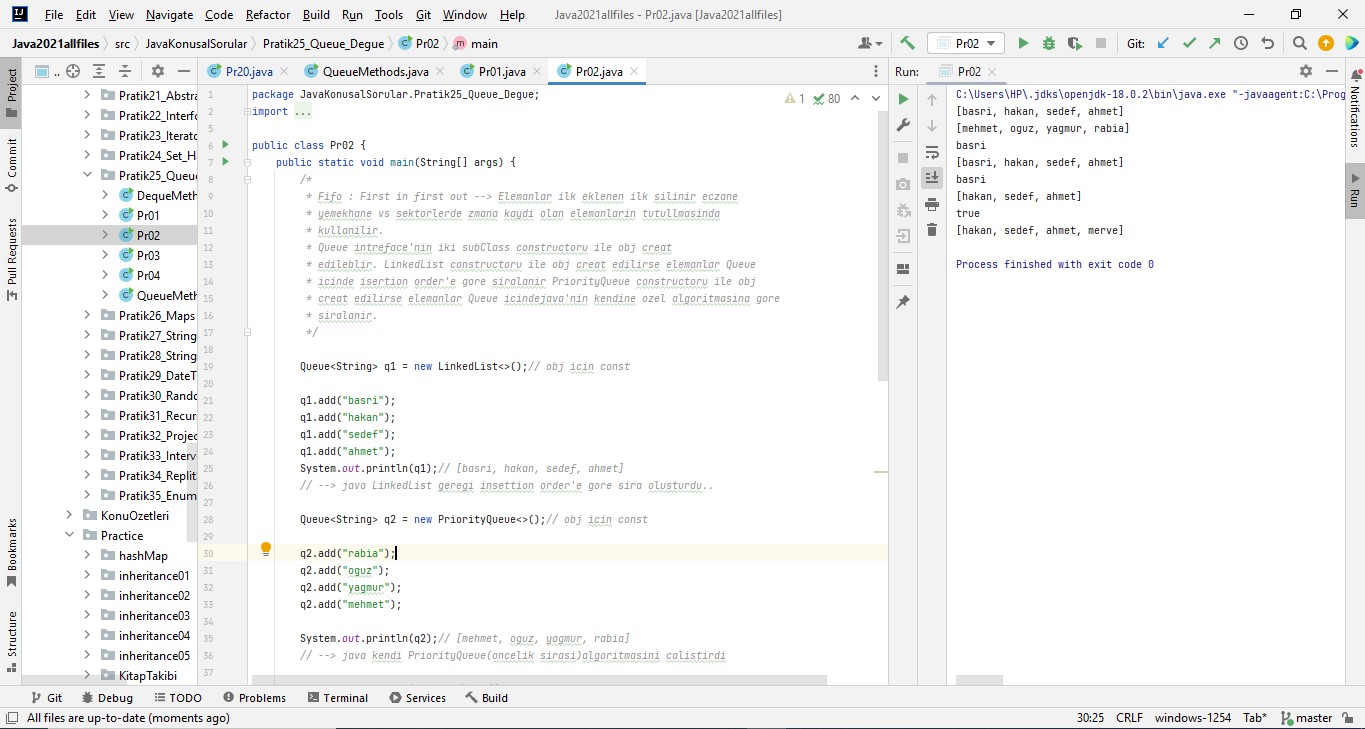 File Edit View Navigate Code Refactor Build Run Tools Git Window Help Java2021allfiles - Pr02.java [Java2021allfiles]
Java2021allfiles src JavaKonusalSorular Pratik25_Queue_Degue Pr02 main
Pr02 Git:
Project
Commit
Pull Requests
Bookmarks
Structure
..
Pratik21_Abstra
Pratik22_Interfo
Pratik23_Iterato
Pratik24_Set_H
Pratik25_Queu
DequeMeth
Pr01
Pr02
Pr03
Pr04
QueueMeth
Pratik26_Maps
Pratik27_String
Pratik28_String
Pratik29_DateT
Pratik30_Rando
Pratik31_Recur
Pratik32_Projec
Pratik33_Interv
Pratik34_Replit
Pratik35_Enum
KonuOzetleri
Practice
hashMap
inheritance01
inheritance02
inheritance03
inheritance04
inheritance05
KitapTakibi
Pr20.java QueueMethods.java Pr01.java Pr02.java
1 80
1 package JavaKonusalSorular.Pratik25_Queue_Degue;
2 import ...
5
6 public class Pr02 {
7 public static void main(String[] args) {
8 /*
9 * Fifo : First in first out --> Elemanlar ilk eklenen ilk silinir eczane
10 * yemekhane vs sektorlerde zmana kaydi olan elemanlarin tutullmasinda
11 * kullanilir.
12 * Queue intreface'nin iki subClass constructoru ile obj creat
13 * edileblir. LinkedList constructoru ile obj creat edilirse elemanlar Queue
14 * icinde isertion order'e gore siralanir PriorityQueue constructoru ile obj
15 * creat edilirse elemanlar Queue icindejava'nin kendine ozel algoritmasina gore
16 * siralanir.
17 */
18
19 Queue<String> q1 = new LinkedList<>();// obj icin const
20
21 q1.add("basri");
22 q1.add("hakan");
23 q1.add("sedef");
24 q1.add("ahmet");
25 System.out.println(q1);// [basri, hakan, sedef, ahmet]
26 // --> java LinkedList geregi insettion order'e gore sira olusturdu..
27
28 Queue<String> q2 = new PriorityQueue<>();// obj icin const
29
30 q2.add("rabia");
31 q2.add("oguz");
32 q2.add("yagmur");
33 q2.add("mehmet");
34
35 System.out.println(q2);// [mehmet, oguz, yagmur, rabia]
36 // --> java kendi PriorityQueue(oncelik sirasi)algoritmasini calistirdi
37
Run: Pr02
C:\Users\HP\.jdks\openjdk-18.0.2\bin\java.exe "-javaagent:C:\Prog
[basri, hakan, sedef, ahmet]
[mehmet, oguz, yagmur, rabia]
basri
[basri, hakan, sedef, ahmet]
basri
[hakan, sedef, ahmet]
true
[hakan, sedef, ahmet, merve]
Process finished with exit code 0
Notifications
Run
Git Debug TODO Problems Terminal Services Build
All files are up-to-date (moments ago) 30:25 CRLF windows-1254 Tab* master